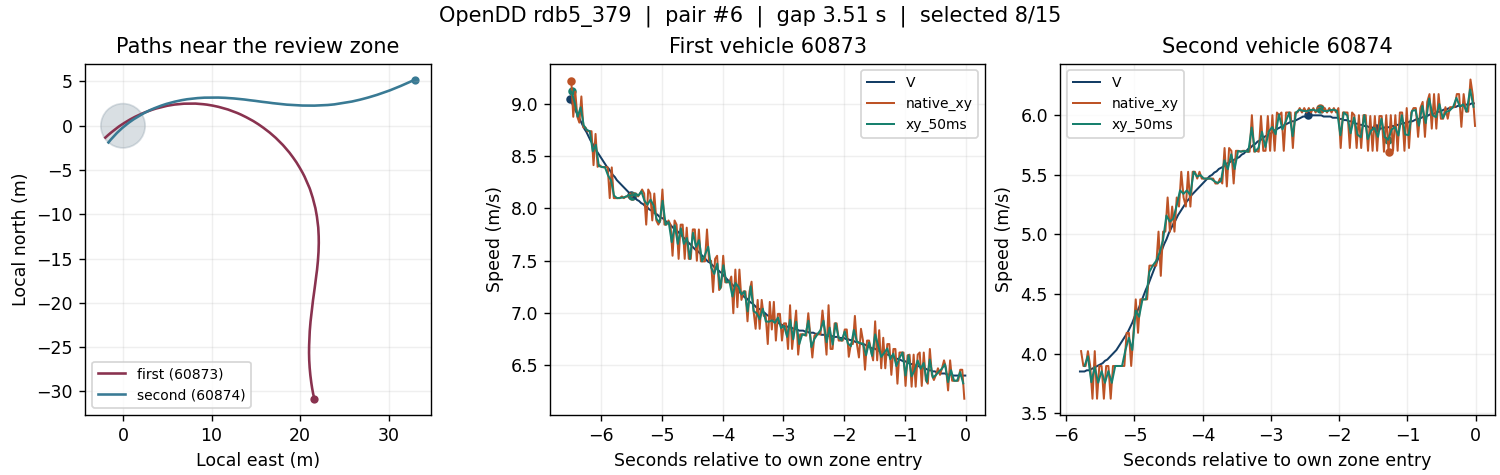 OpenDD rdb5_379 | pair #6 | gap 3.51 s | selected 8/15
Paths near the review zone
Local north (m)
5
0
−5
−10
−15
−20
−25
−30
first (60873)
second (60874)
0
10
20
30
Local east (m)
First vehicle 60873
Speed (m/s)
9.0
8.5
8.0
7.5
7.0
6.5
V
native_xy
xy_50ms
−6
−5
−4
−3
−2
−1
0
Seconds relative to own zone entry
Second vehicle 60874
Speed (m/s)
6.0
5.5
5.0
4.5
4.0
3.5
V
native_xy
xy_50ms
−6
−5
−4
−3
−2
−1
0
Seconds relative to own zone entry